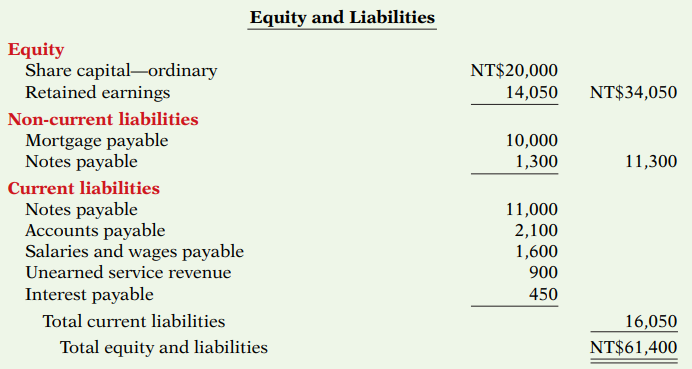 Equity and Liabilities
Equity
Share capital—ordinary NT$20,000
Retained earnings 14,050 NT$34,050
Non-current liabilities
Mortgage payable 10,000
Notes payable 1,300 11,300
Current liabilities
Notes payable 11,000
Accounts payable 2,100
Salaries and wages payable 1,600
Unearned service revenue 900
Interest payable 450
Total current liabilities 16,050
Total equity and liabilities NT$61,400